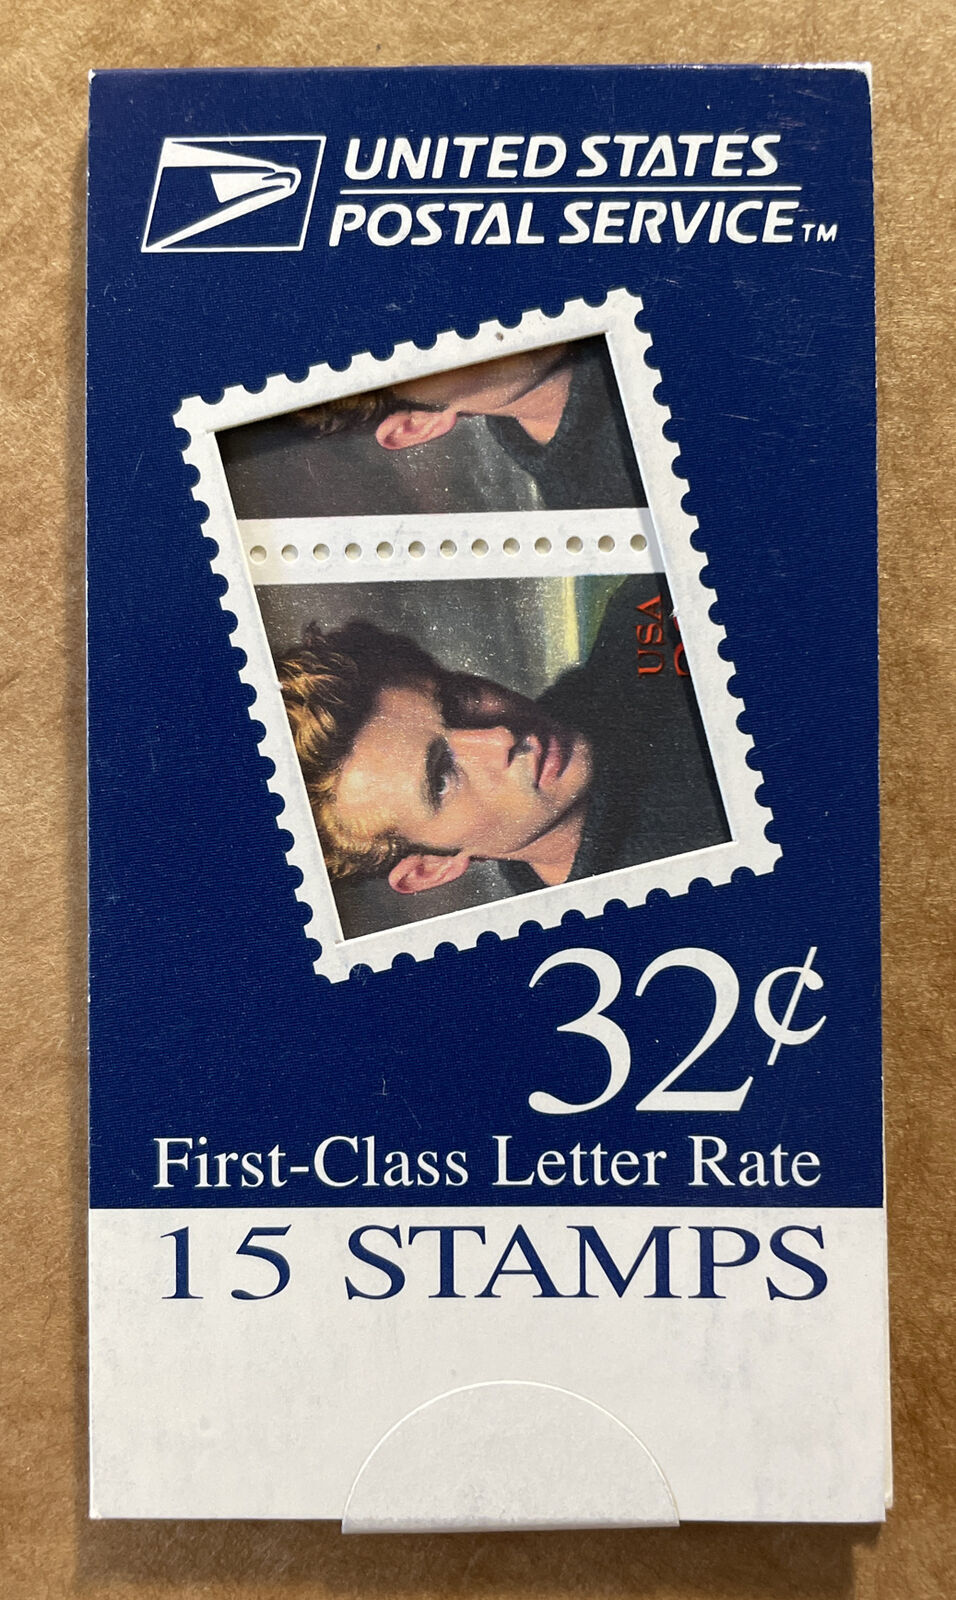 UNITED STATES
POSTAL SERVICE™
USA
32¢
First-Class Letter Rate
15 STAMPS